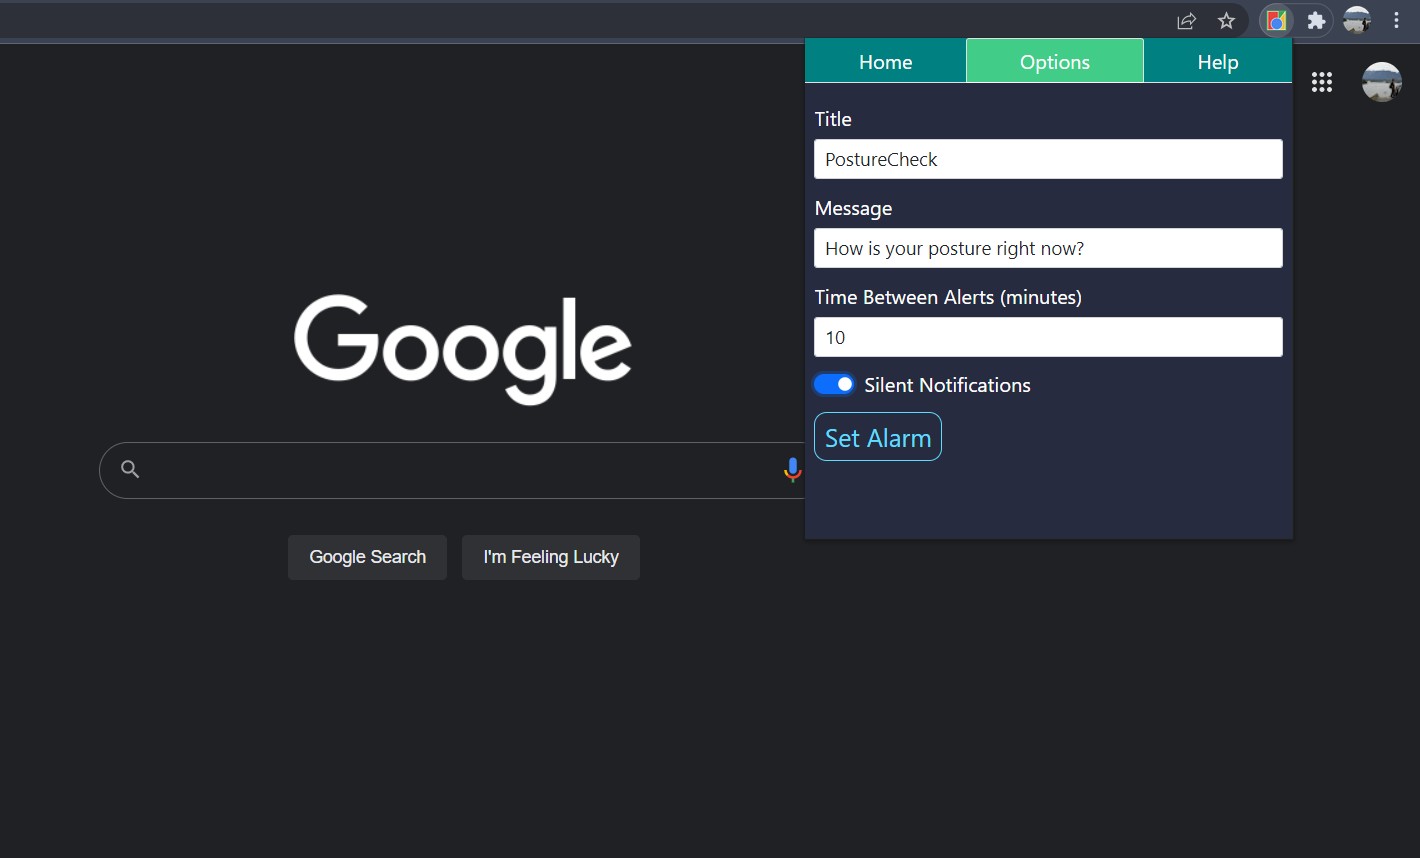 Home Options Help
Title
PostureCheck
Message
How is your posture right now?
Time Between Alerts (minutes)
10
Silent Notifications
Set Alarm
Google
Google Search I'm Feeling Lucky